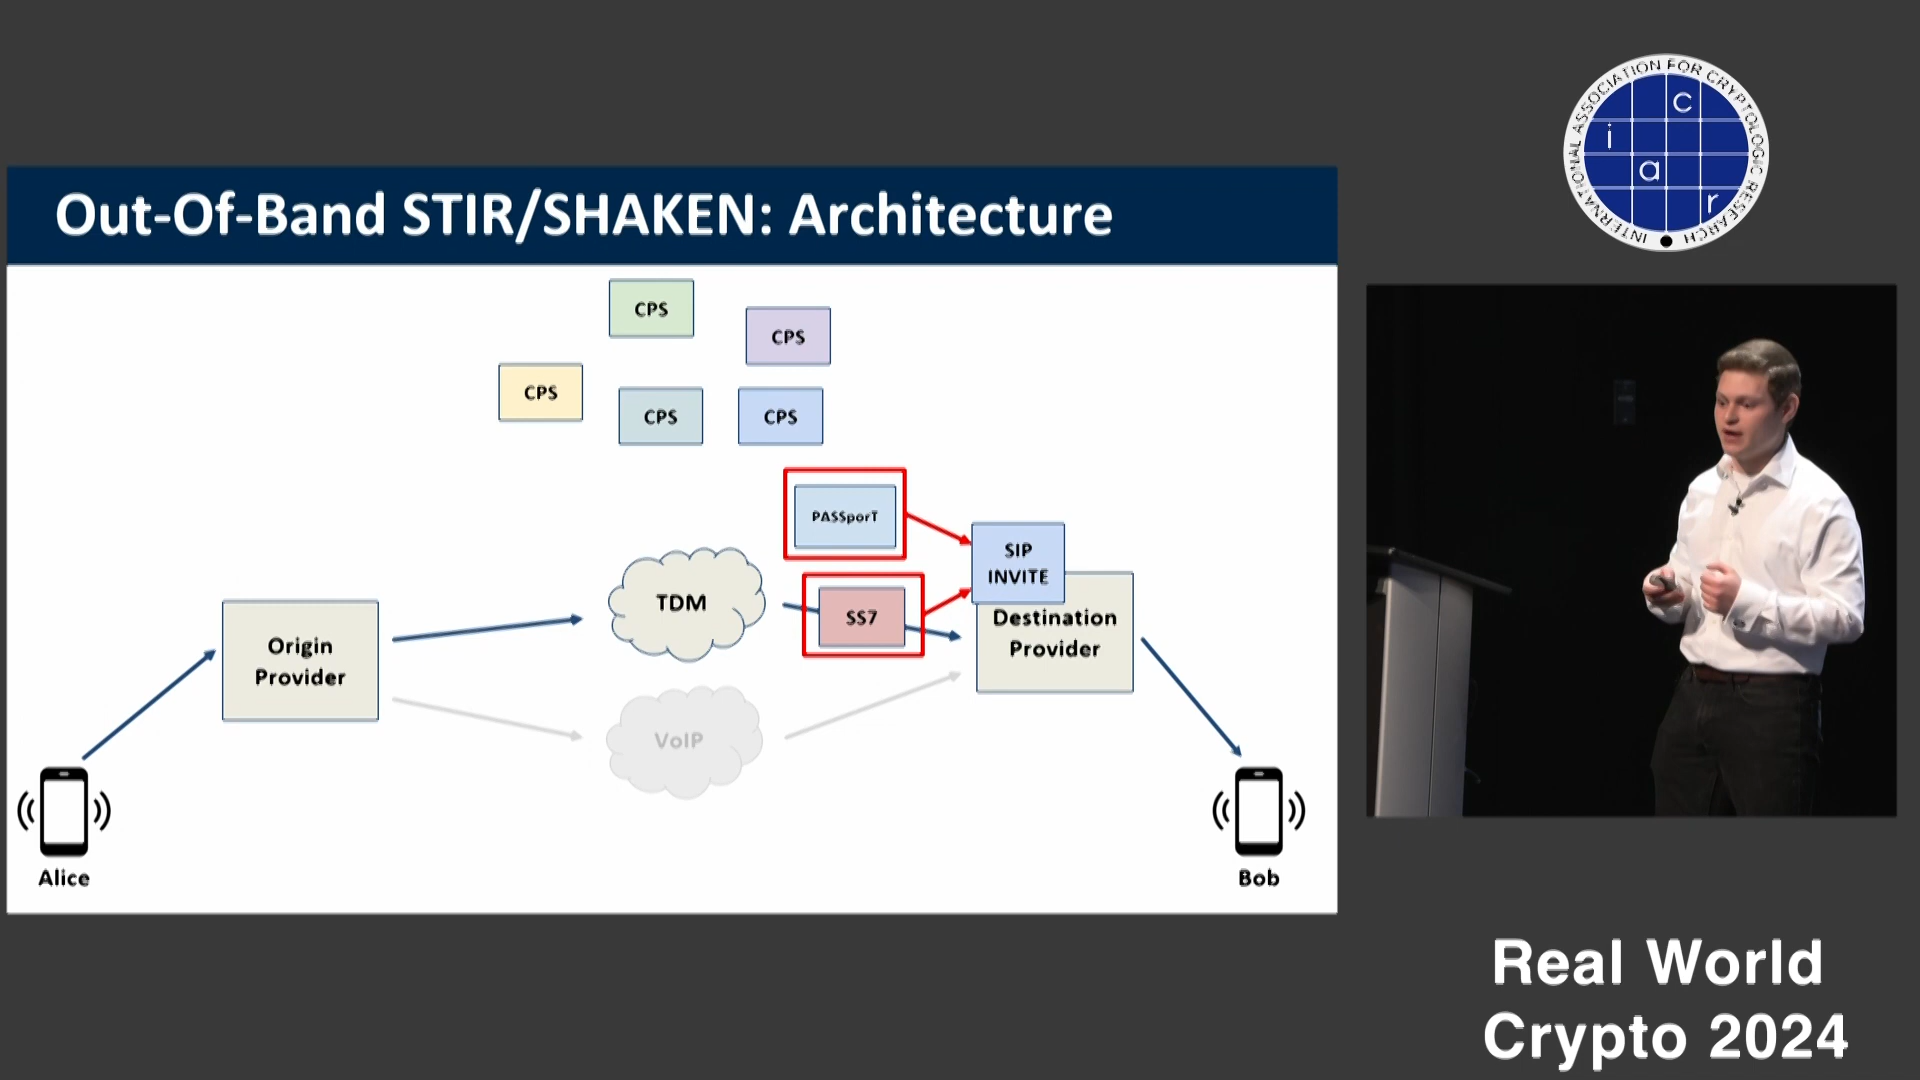 Out-Of-Band STIR/SHAKEN: Architecture
CPS
CPS
CPS
CPS
CPS
PASSporT
SIP
INVITE
TDM
SS7
Destination
Provider
Origin
Provider
VoIP
Alice
Bob
INTERNATIONAL ASSOCIATION FOR CRYPTOLOGIC RESEARCH
c
i
a
r
Real World
Crypto 2024